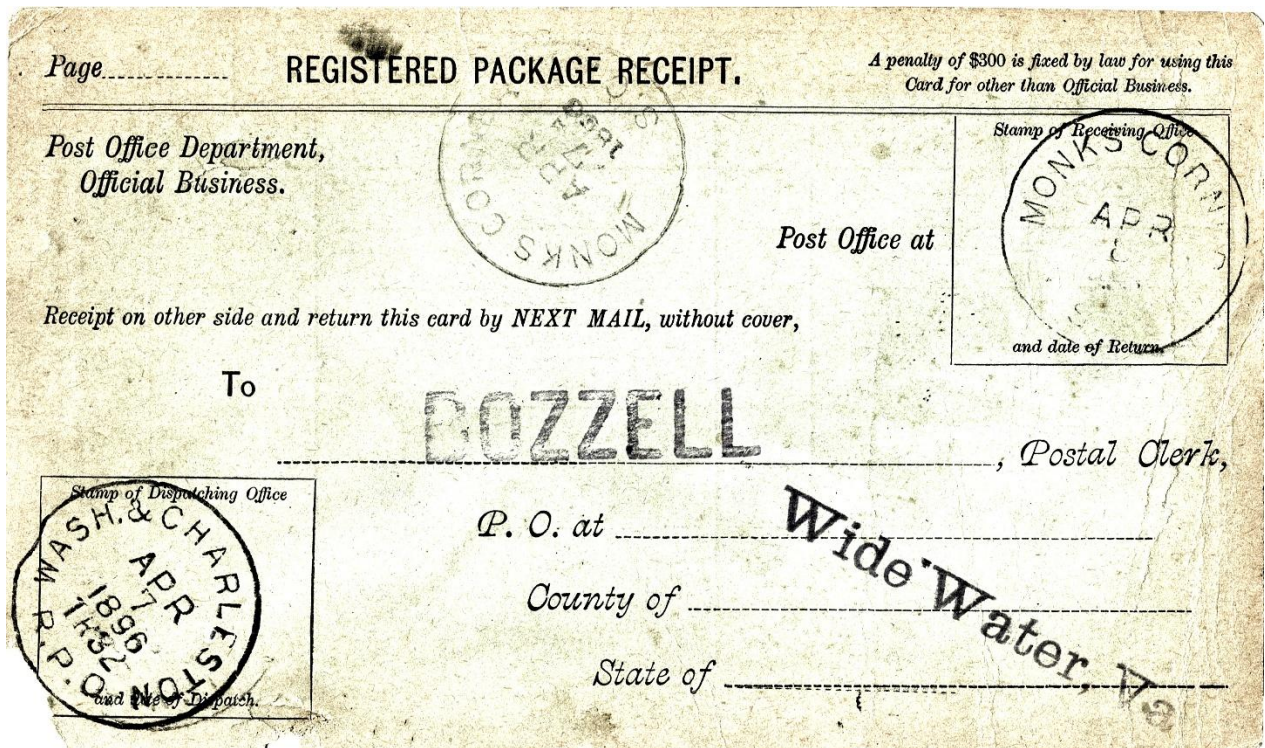 Page
REGISTERED PACKAGE RECEIPT.
A penalty of $300 is fixed by law for using this
Card for other than Official Business.
Post Office Department,
Official Business.
MONKS CORN
APR
7
S
Post Office at
Stamp of Receiving Office
MONKS CORN
APR
and date of Return.
Receipt on other side and return this card by NEXT MAIL, without cover,
To
BOZZELL
, Postal Clerk,
Stamp of Dispatching Office
WASH. & CHARLESTON R.P.O.
APR
7
1896
and date of Dispatch.
P. O. at
County of
State of
Wide Water, Va